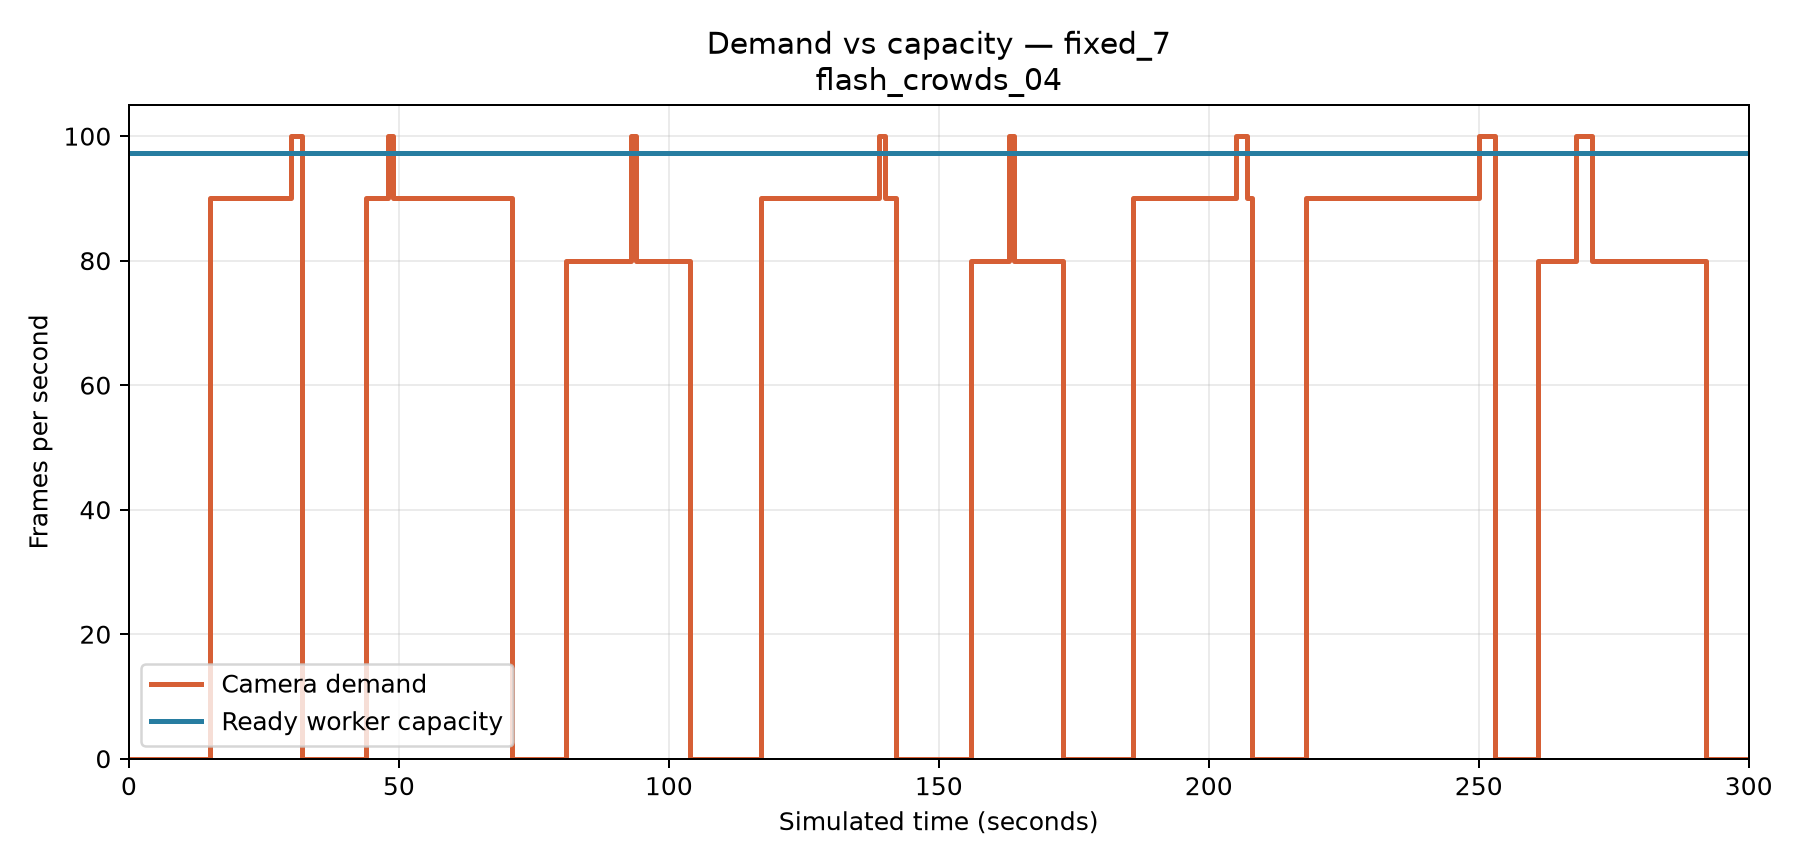 Demand vs capacity — fixed_7
flash_crowds_04
Frames per second
100
80
60
40
20
0
Camera demand
Ready worker capacity
0 50 100 150 200 250 300
Simulated time (seconds)